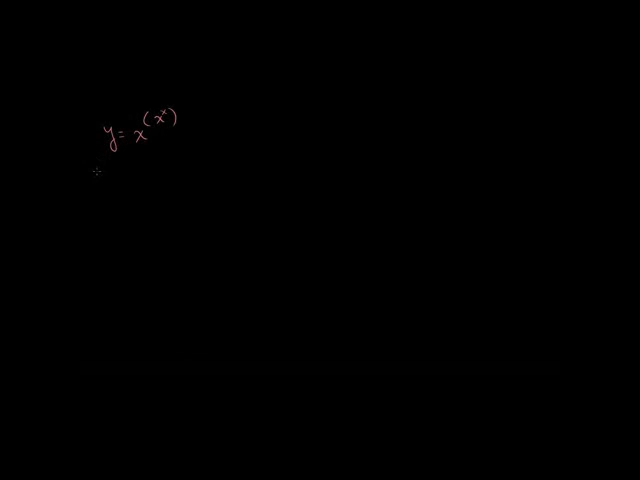 y = x^(x^x)